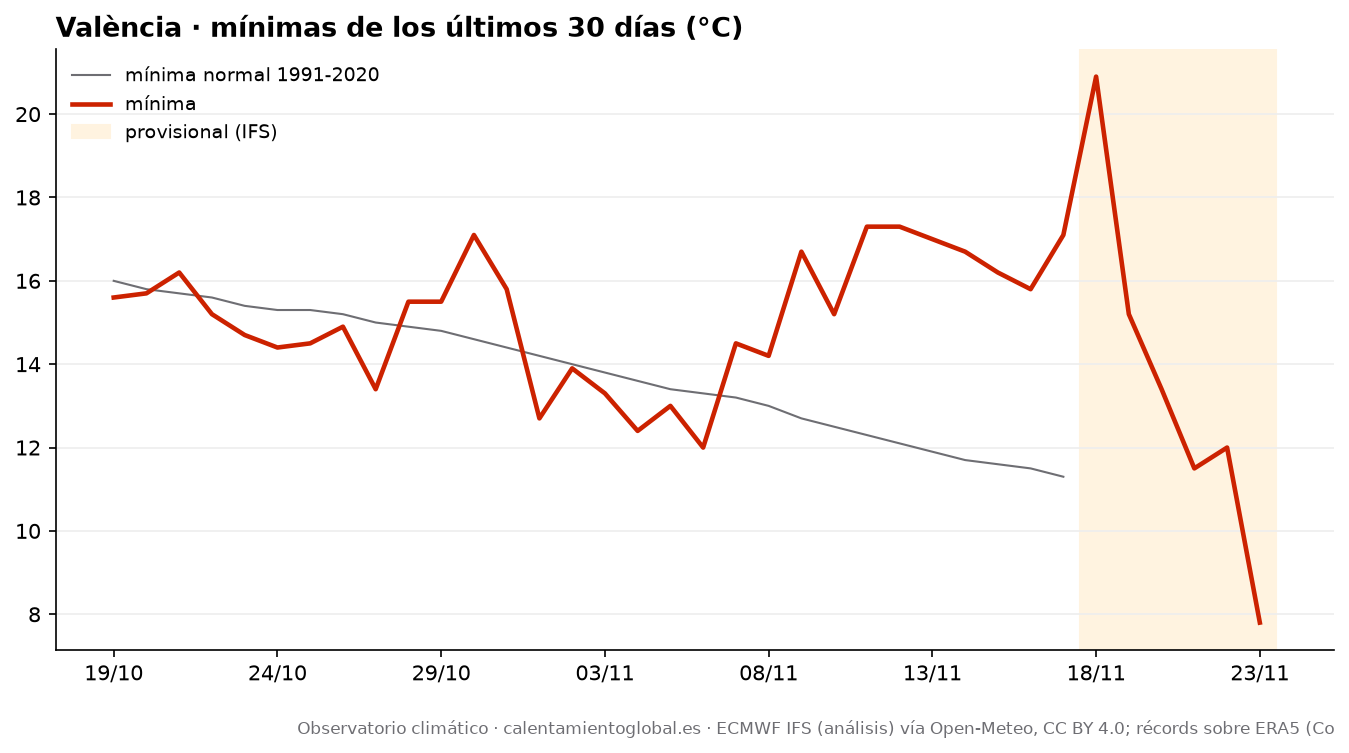 València · mínimas de los últimos 30 días (°C)
mínima normal 1991-2020
mínima
provisional (IFS)
20
18
16
14
12
10
8
19/10 24/10 29/10 03/11 08/11 13/11 18/11 23/11
Observatorio climático · calentamientoglobal.es · ECMWF IFS (análisis) vía Open-Meteo, CC BY 4.0; récords sobre ERA5 (Co